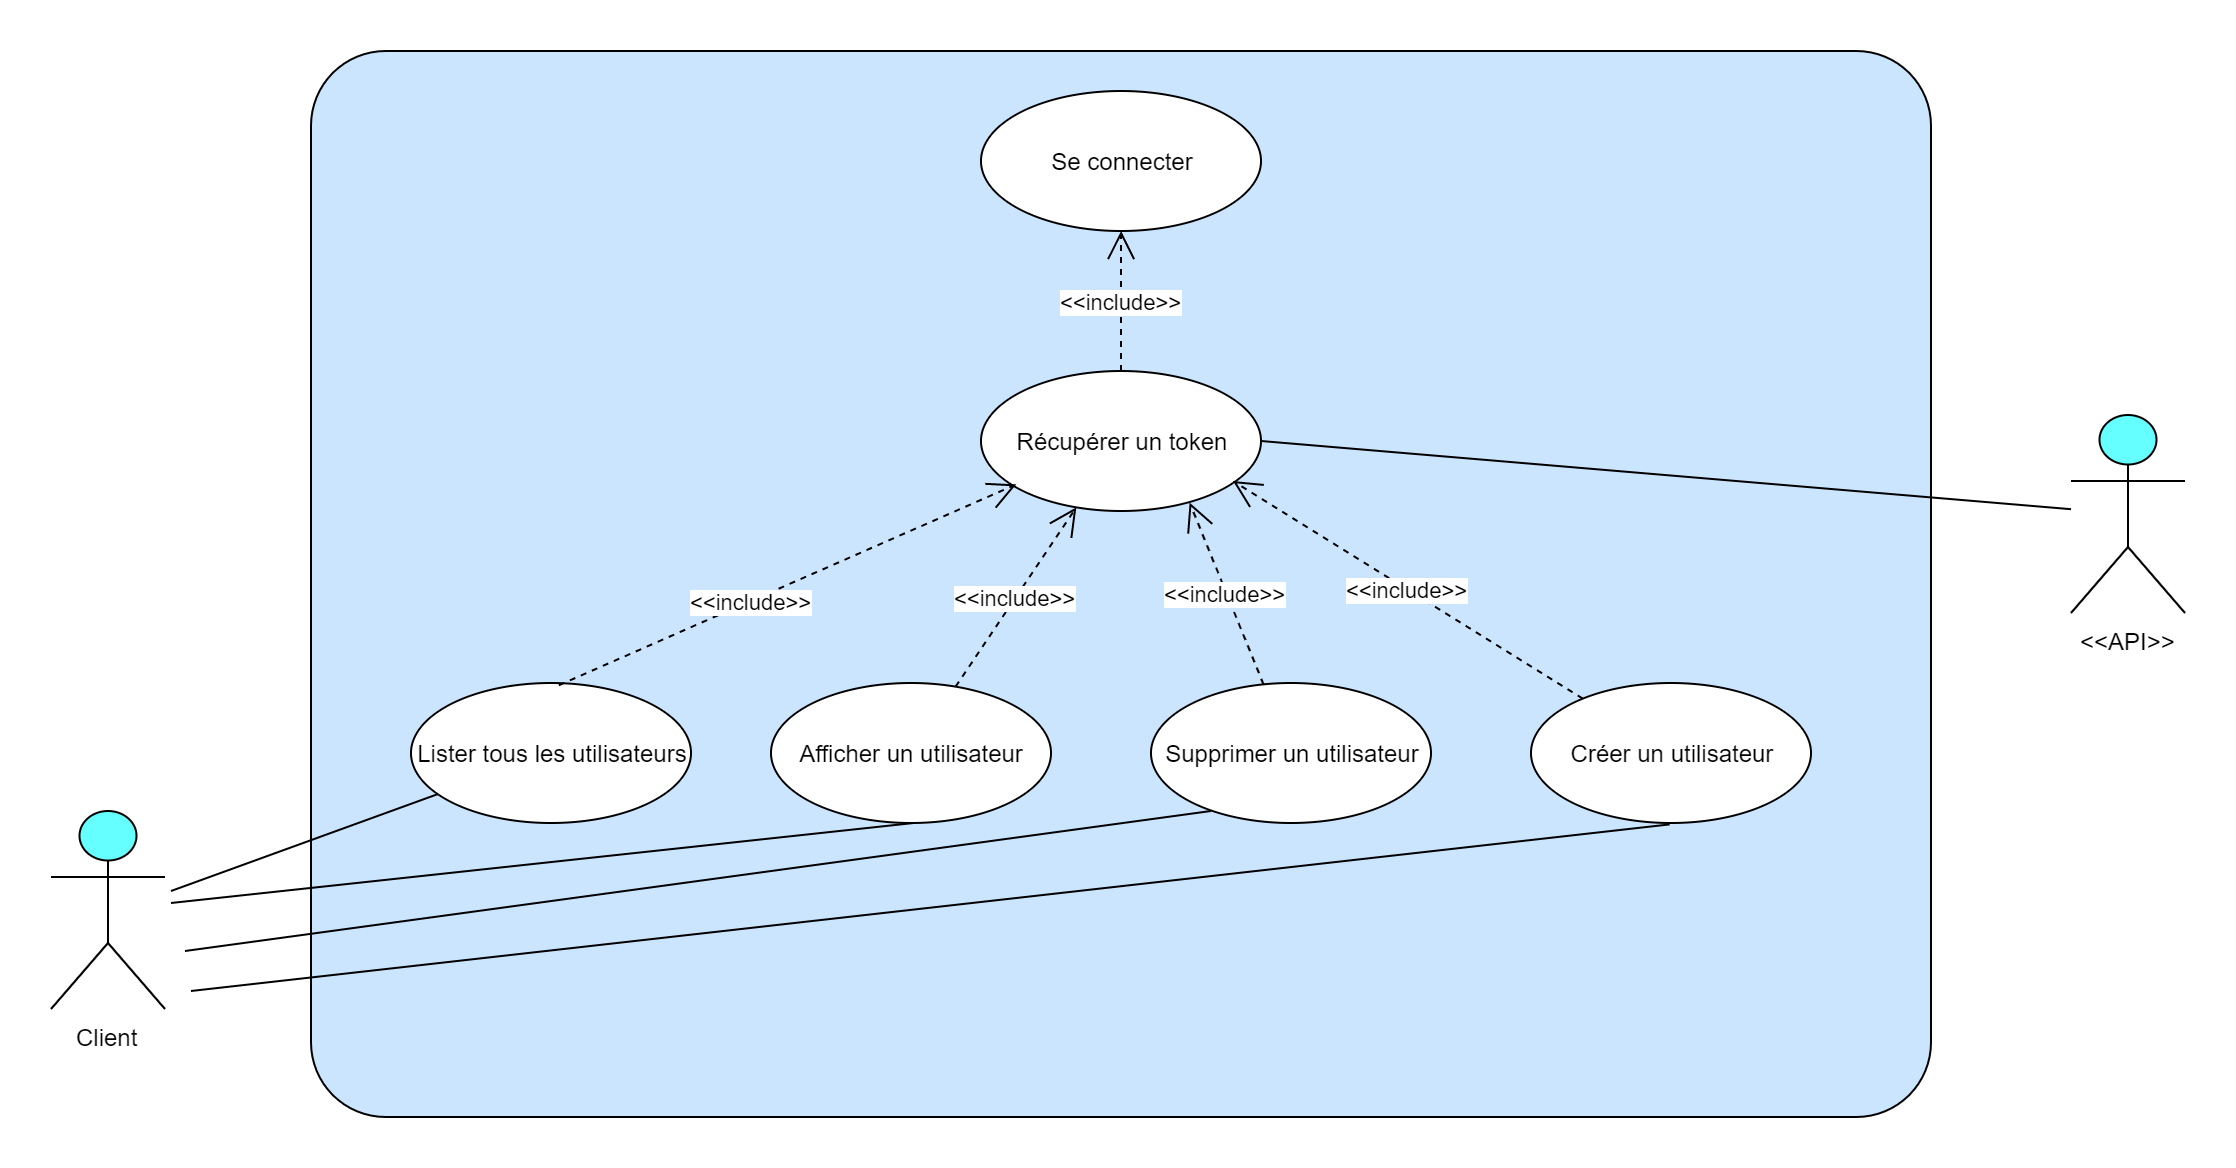 Se connecter
<<include>>
Récupérer un token
<<include>>
<<include>>
<<include>>
<<include>>
<<API>>
Lister tous les utilisateurs
Afficher un utilisateur
Supprimer un utilisateur
Créer un utilisateur
Client